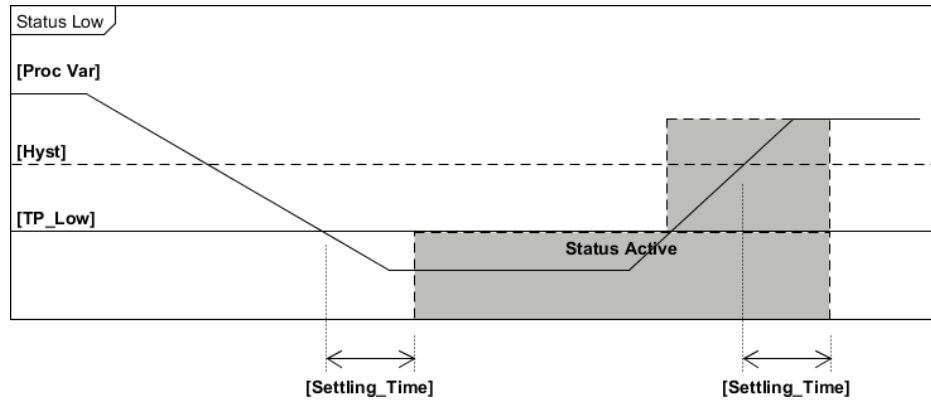 Status Low
[Proc Var]
[Hyst]
[TP_Low]
Status Active
[Settling_Time]
[Settling_Time]